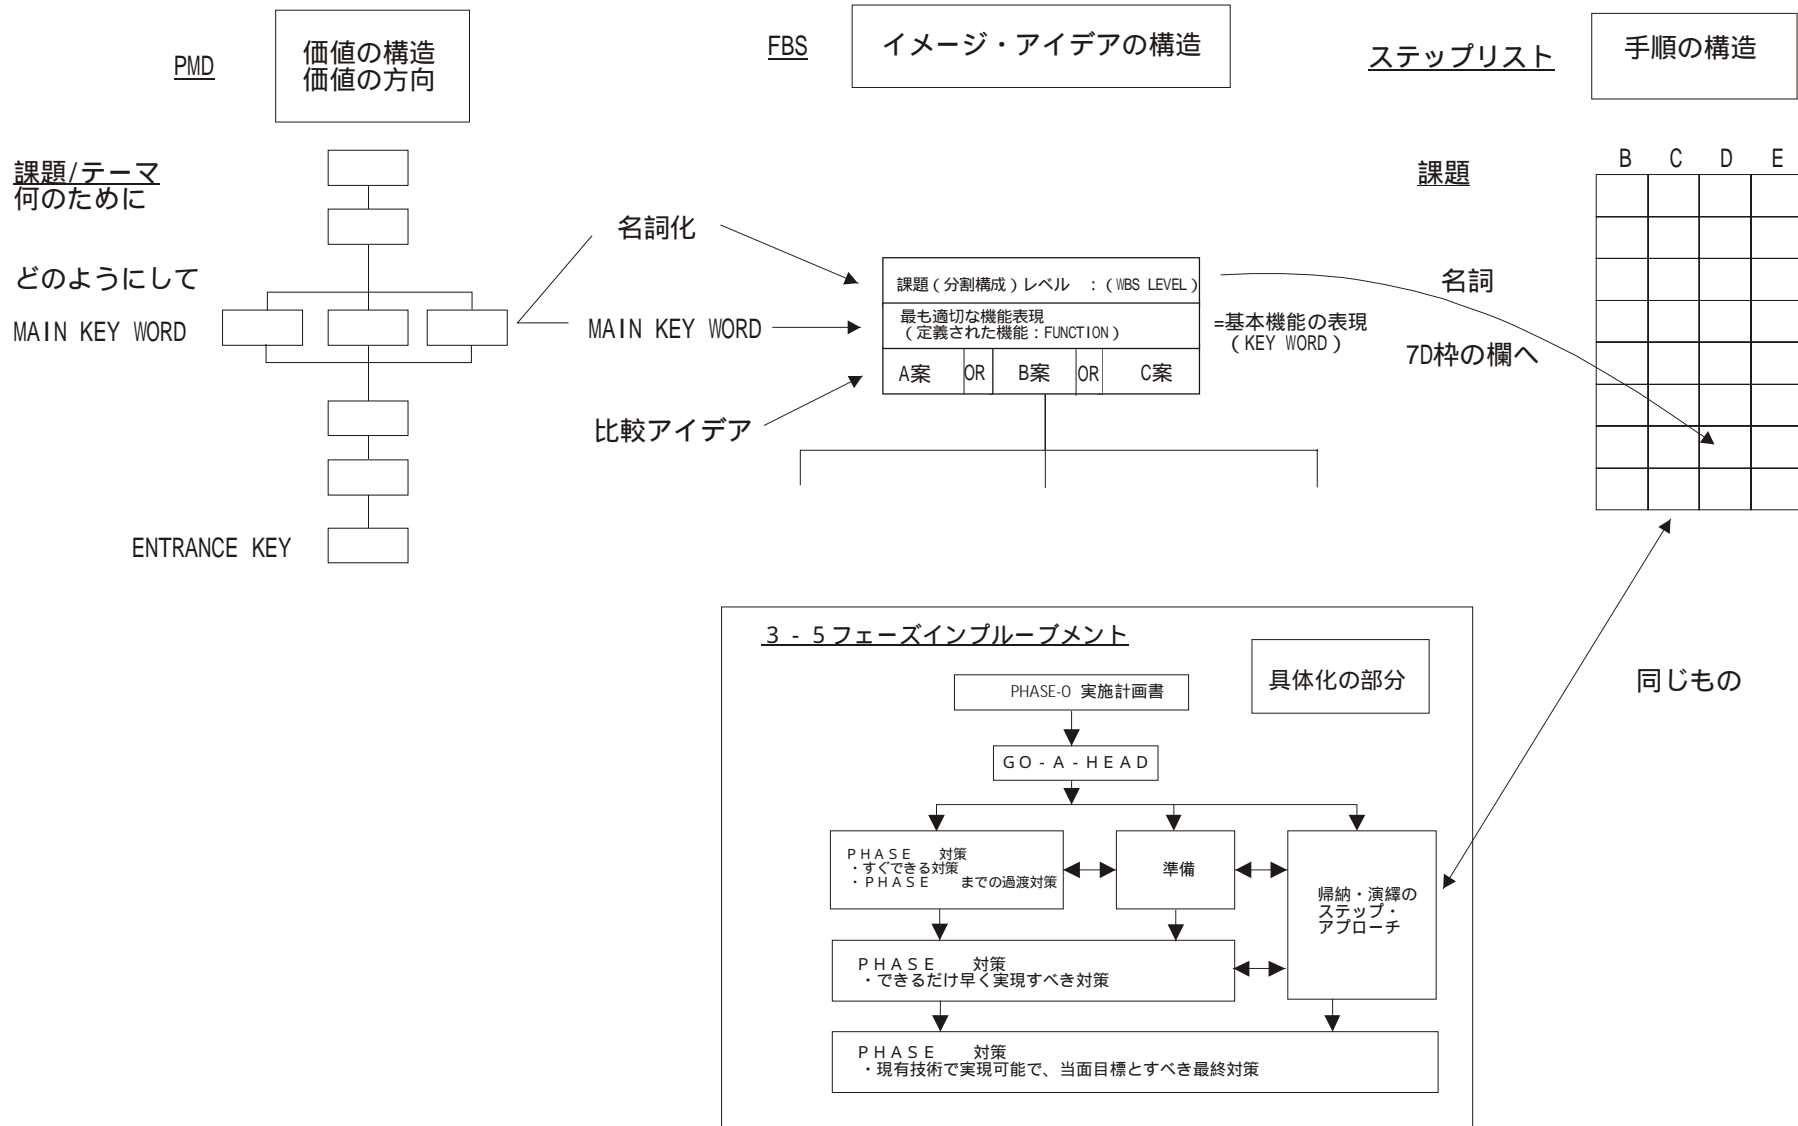 PMD
価値の構造
価値の方向
FBS
イメージ・アイデアの構造
ステップリスト
手順の構造
課題/テーマ
何のために
どのようにして
MAIN KEY WORD
ENTRANCE KEY
名詞化
MAIN KEY WORD
比較アイデア
課題(分割構成)レベル :(WBS LEVEL)
最も適切な機能表現
(定義された機能:FUNCTION)
A案 OR B案 OR C案
=基本機能の表現
(KEY WORD)
課題
B C D E
名詞
7D枠の欄へ
同じもの
3-5フェーズインプルーブメント
具体化の部分
PHASE-0 実施計画書
GO-A-HEAD
PHASE 対策
・すぐできる対策
・PHASE までの過渡対策
準備
帰納・演繹の
ステップ・
アプローチ
PHASE 対策
・できるだけ早く実現すべき対策
PHASE 対策
・現有技術で実現可能で、当面目標とすべき最終対策